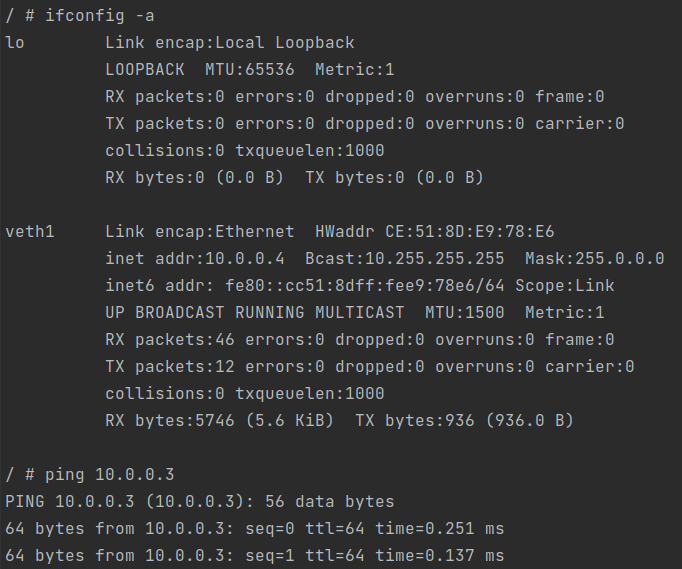 / # ifconfig -a
lo        Link encap:Local Loopback
          LOOPBACK  MTU:65536  Metric:1
          RX packets:0 errors:0 dropped:0 overruns:0 frame:0
          TX packets:0 errors:0 dropped:0 overruns:0 carrier:0
          collisions:0 txqueuelen:1000
          RX bytes:0 (0.0 B)  TX bytes:0 (0.0 B)

veth1     Link encap:Ethernet  HWaddr CE:51:8D:E9:78:E6
          inet addr:10.0.0.4  Bcast:10.255.255.255  Mask:255.0.0.0
          inet6 addr: fe80::cc51:8dff:fee9:78e6/64 Scope:Link
          UP BROADCAST RUNNING MULTICAST  MTU:1500  Metric:1
          RX packets:46 errors:0 dropped:0 overruns:0 frame:0
          TX packets:12 errors:0 dropped:0 overruns:0 carrier:0
          collisions:0 txqueuelen:1000
          RX bytes:5746 (5.6 KiB)  TX bytes:936 (936.0 B)

/ # ping 10.0.0.3
PING 10.0.0.3 (10.0.0.3): 56 data bytes
64 bytes from 10.0.0.3: seq=0 ttl=64 time=0.251 ms
64 bytes from 10.0.0.3: seq=1 ttl=64 time=0.137 ms